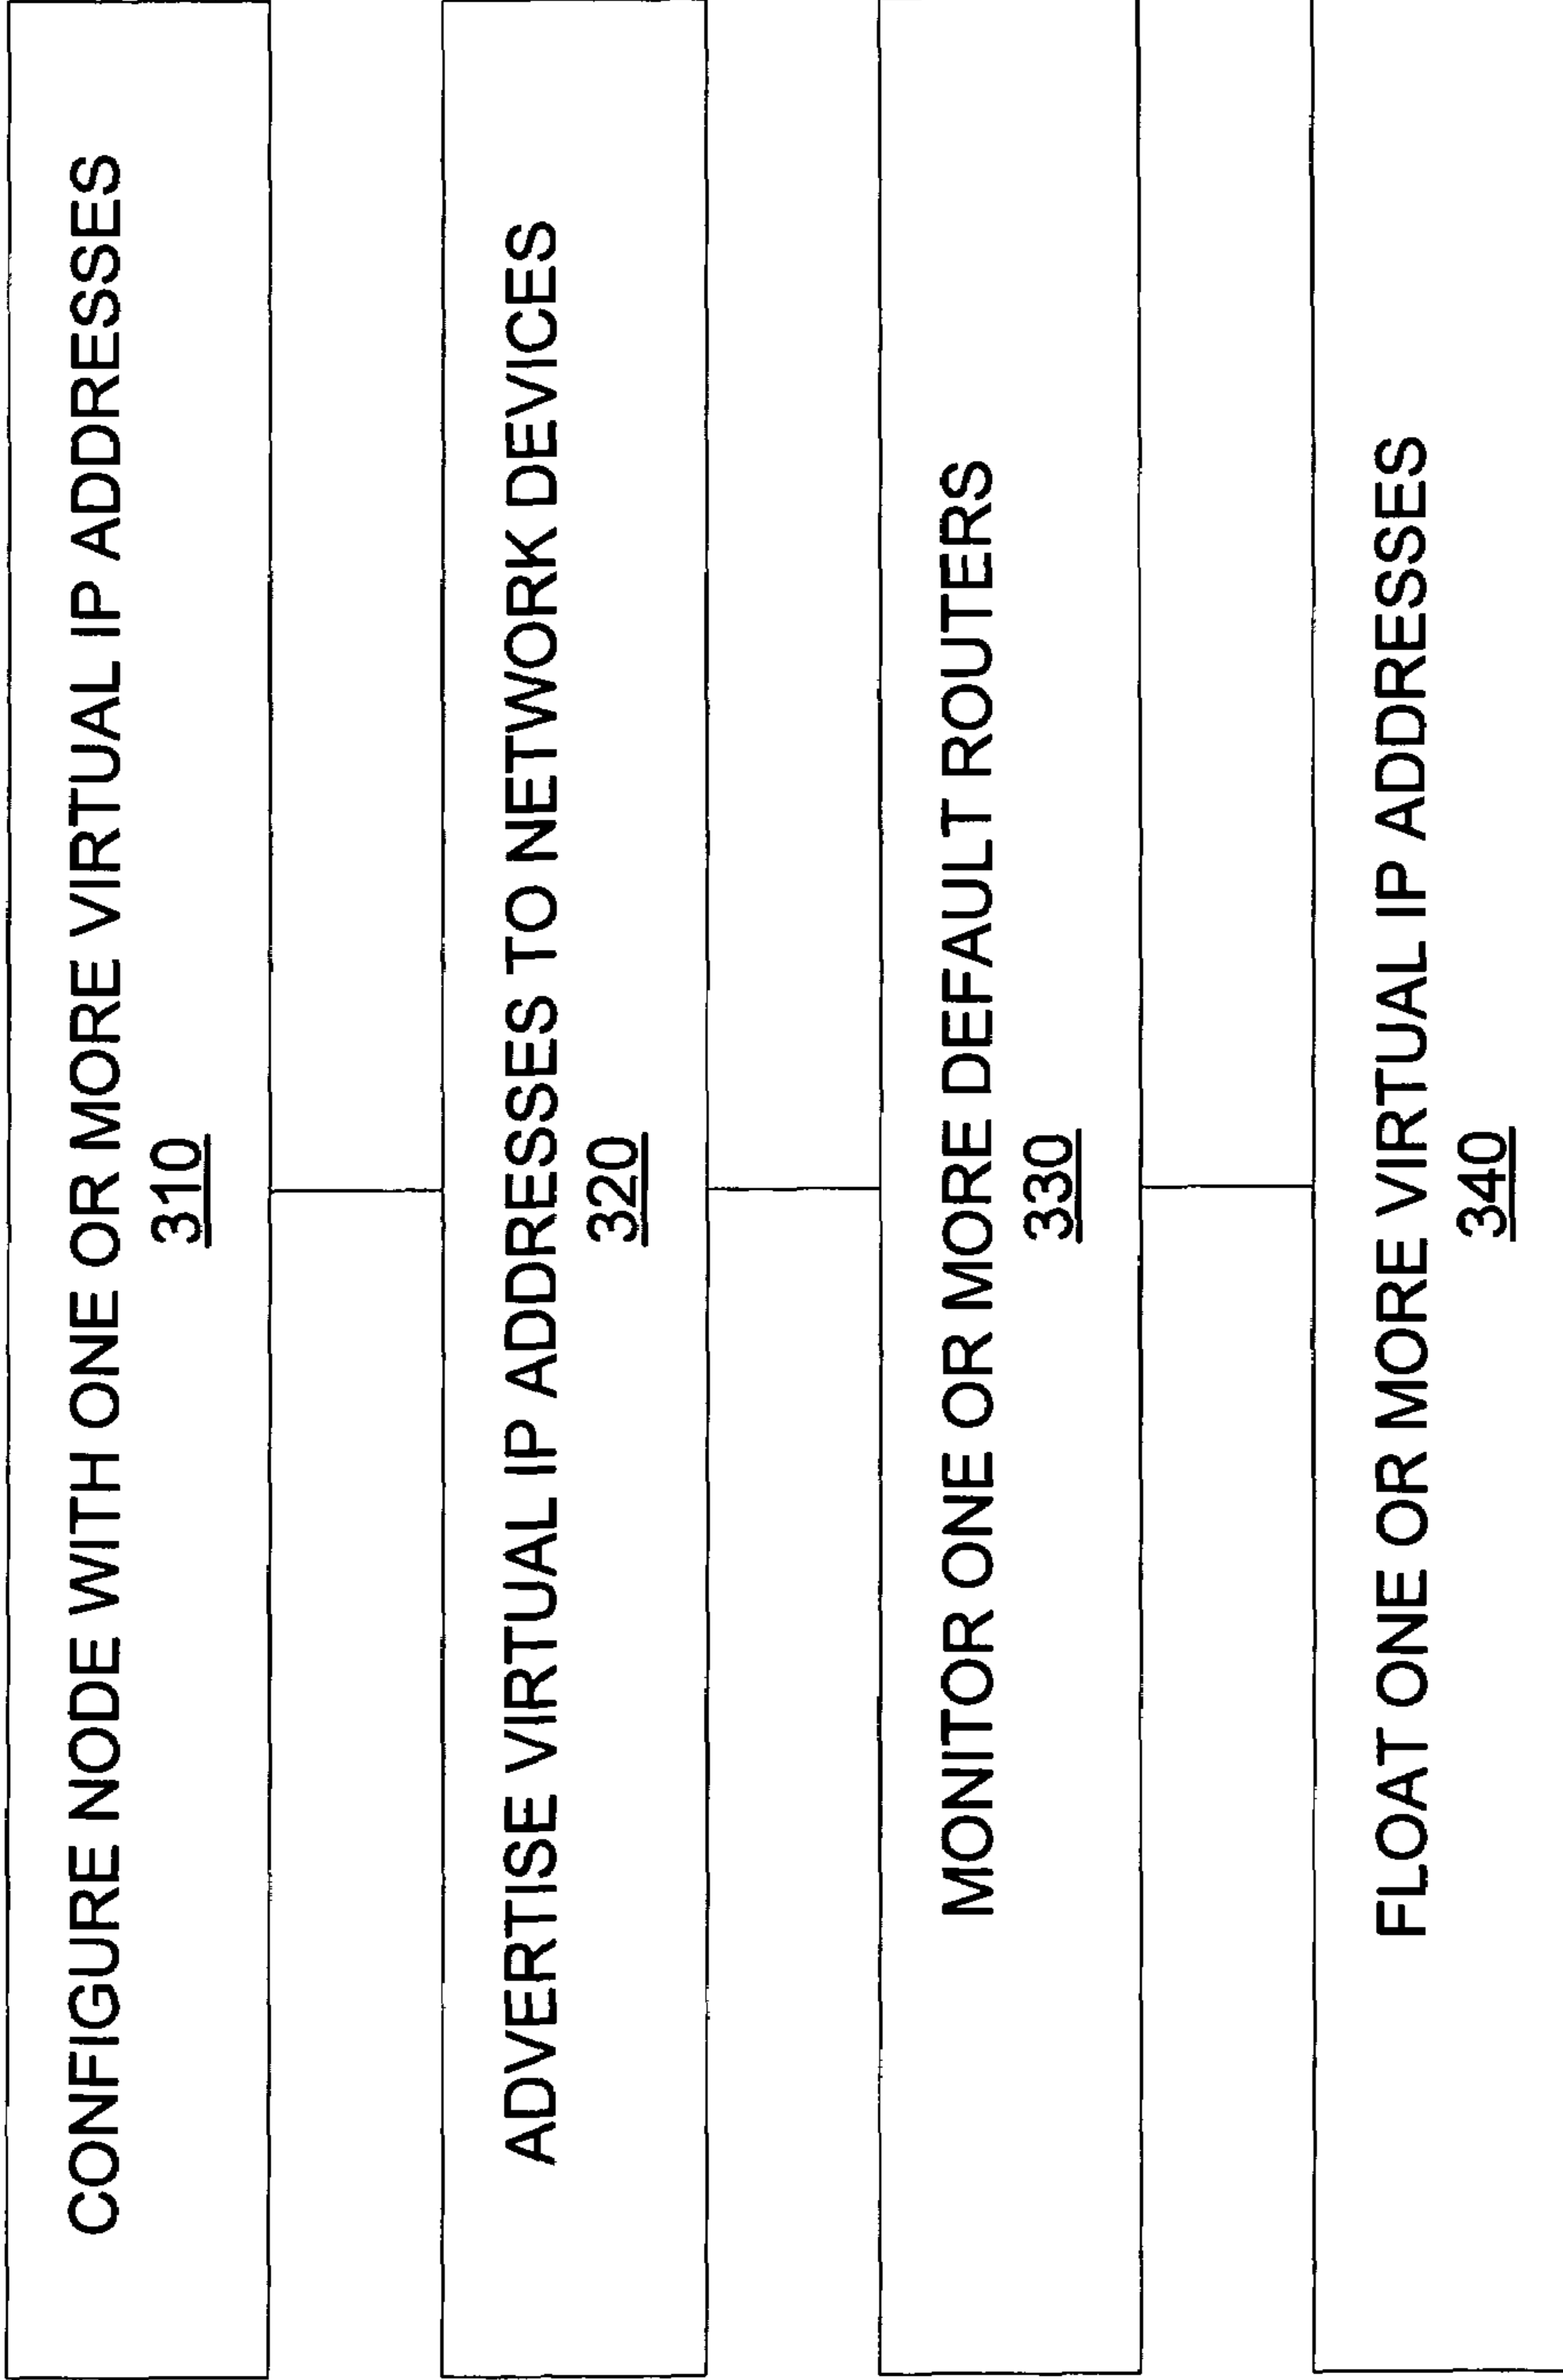 CONFIGURE NODE WITH ONE OR MORE VIRTUAL IP ADDRESSES
310
ADVERTISE VIRTUAL IP ADDRESSES TO NETWORK DEVICES
320
MONITOR ONE OR MORE DEFAULT ROUTERS
330
FLOAT ONE OR MORE VIRTUAL IP ADDRESSES
340